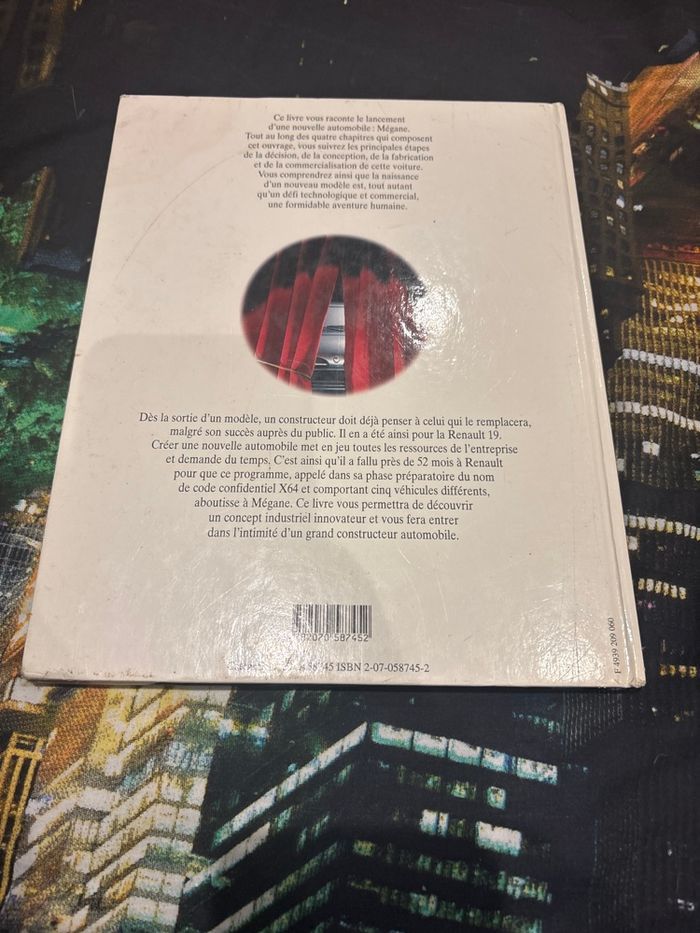 Ce livre vous raconte le lancement
d'une nouvelle automobile : Mégane.
Tout au long des quatre chapitres qui composent
cet ouvrage, vous suivrez les principales étapes
de la décision, de la conception, de la fabrication
et de la commercialisation de cette voiture.
Vous comprendrez ainsi que la naissance
d'un nouveau modèle est, tout autant
qu'un défi technologique et commercial,
une formidable aventure humaine.
Dès la sortie d'un modèle, un constructeur doit déjà penser à celui qui le remplacera,
malgré son succès auprès du public. Il en a été ainsi pour la Renault 19.
Créer une nouvelle automobile met en jeu toutes les ressources de l'entreprise
et demande du temps. C'est ainsi qu'il a fallu près de 52 mois à Renault
pour que ce programme, appelé dans sa phase préparatoire du nom
de code confidentiel X64 et comportant cinq véhicules différents,
aboutisse à Mégane. Ce livre vous permettra de découvrir
un concept industriel innovateur et vous fera entrer
dans l'intimité d'un grand constructeur automobile.
782070 587452
45 ISBN 2-07-058745-2
F 4939 209 060